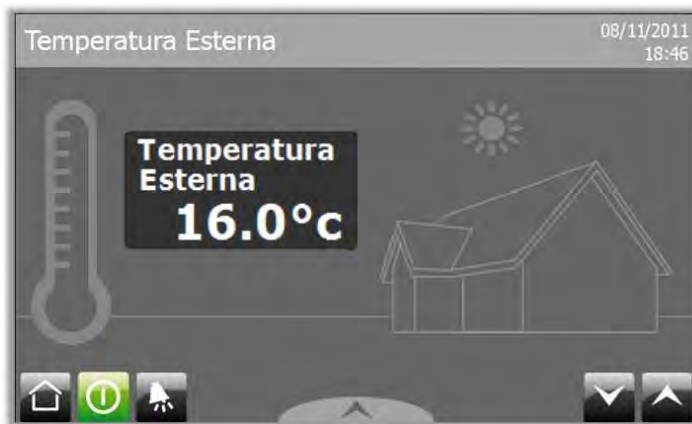 Temperatura Esterna
08/11/2011
18:46
Temperatura
Esterna
16.0°c